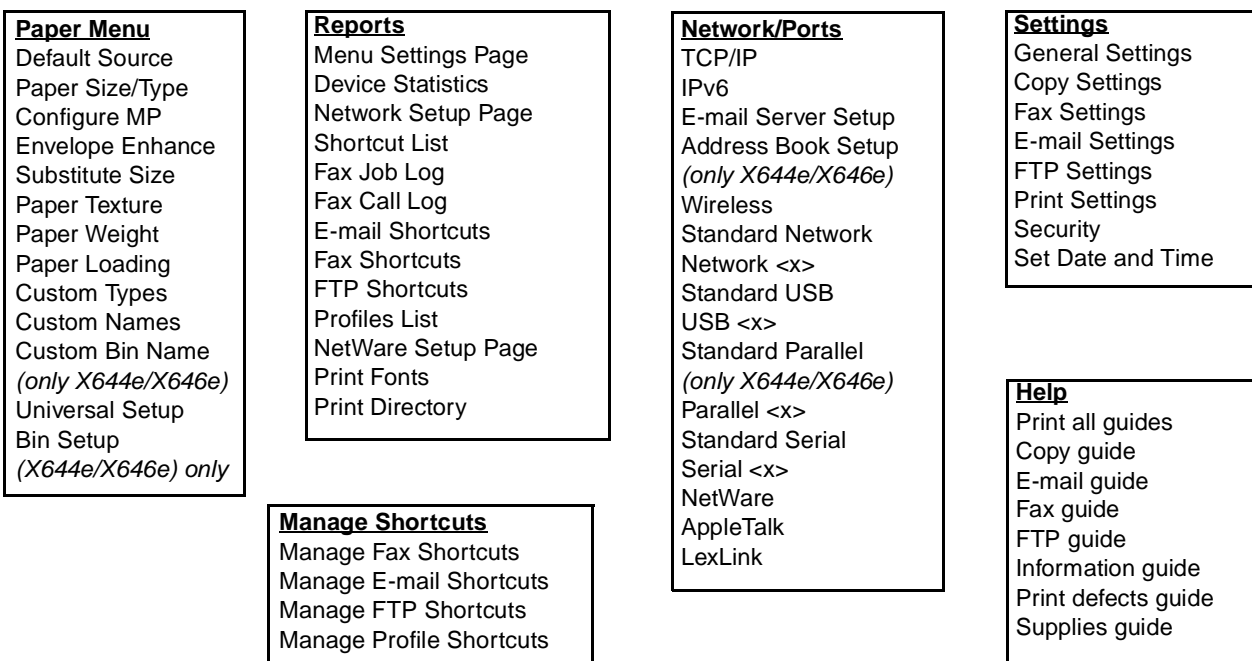 Paper Menu
Default Source
Paper Size/Type
Configure MP
Envelope Enhance
Substitute Size
Paper Texture
Paper Weight
Paper Loading
Custom Types
Custom Names
Custom Bin Name
(only X644e/X646e)
Universal Setup
Bin Setup
(X644e/X646e) only
Reports
Menu Settings Page
Device Statistics
Network Setup Page
Shortcut List
Fax Job Log
Fax Call Log
E-mail Shortcuts
Fax Shortcuts
FTP Shortcuts
Profiles List
NetWare Setup Page
Print Fonts
Print Directory
Manage Shortcuts
Manage Fax Shortcuts
Manage E-mail Shortcuts
Manage FTP Shortcuts
Manage Profile Shortcuts
Network/Ports
TCP/IP
IPv6
E-mail Server Setup
Address Book Setup
(only X644e/X646e)
Wireless
Standard Network
Network <x>
Standard USB
USB <x>
Standard Parallel
(only X644e/X646e)
Parallel <x>
Standard Serial
Serial <x>
NetWare
AppleTalk
LexLink
Settings
General Settings
Copy Settings
Fax Settings
E-mail Settings
FTP Settings
Print Settings
Security
Set Date and Time
Help
Print all guides
Copy guide
E-mail guide
Fax guide
FTP guide
Information guide
Print defects guide
Supplies guide